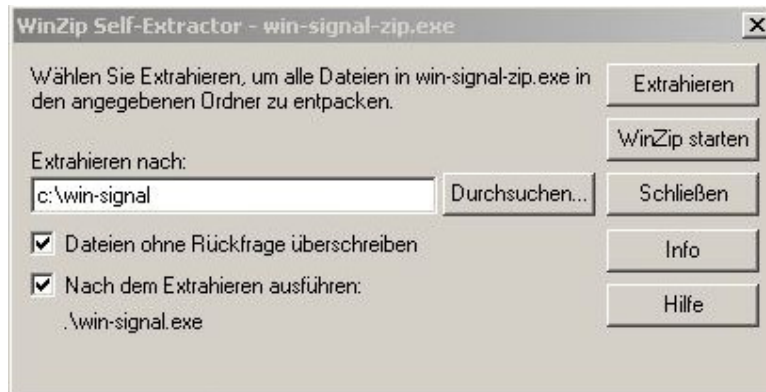 WinZip Self-Extractor - win-signal-zip.exe
Wählen Sie Extrahieren, um alle Dateien in win-signal-zip.exe in
den angegebenen Ordner zu entpacken.
Extrahieren
WinZip starten
Extrahieren nach:
c:\win-signal
Durchsuchen...
Schließen
Dateien ohne Rückfrage überschreiben
Info
Nach dem Extrahieren ausführen:
.\win-signal.exe
Hilfe